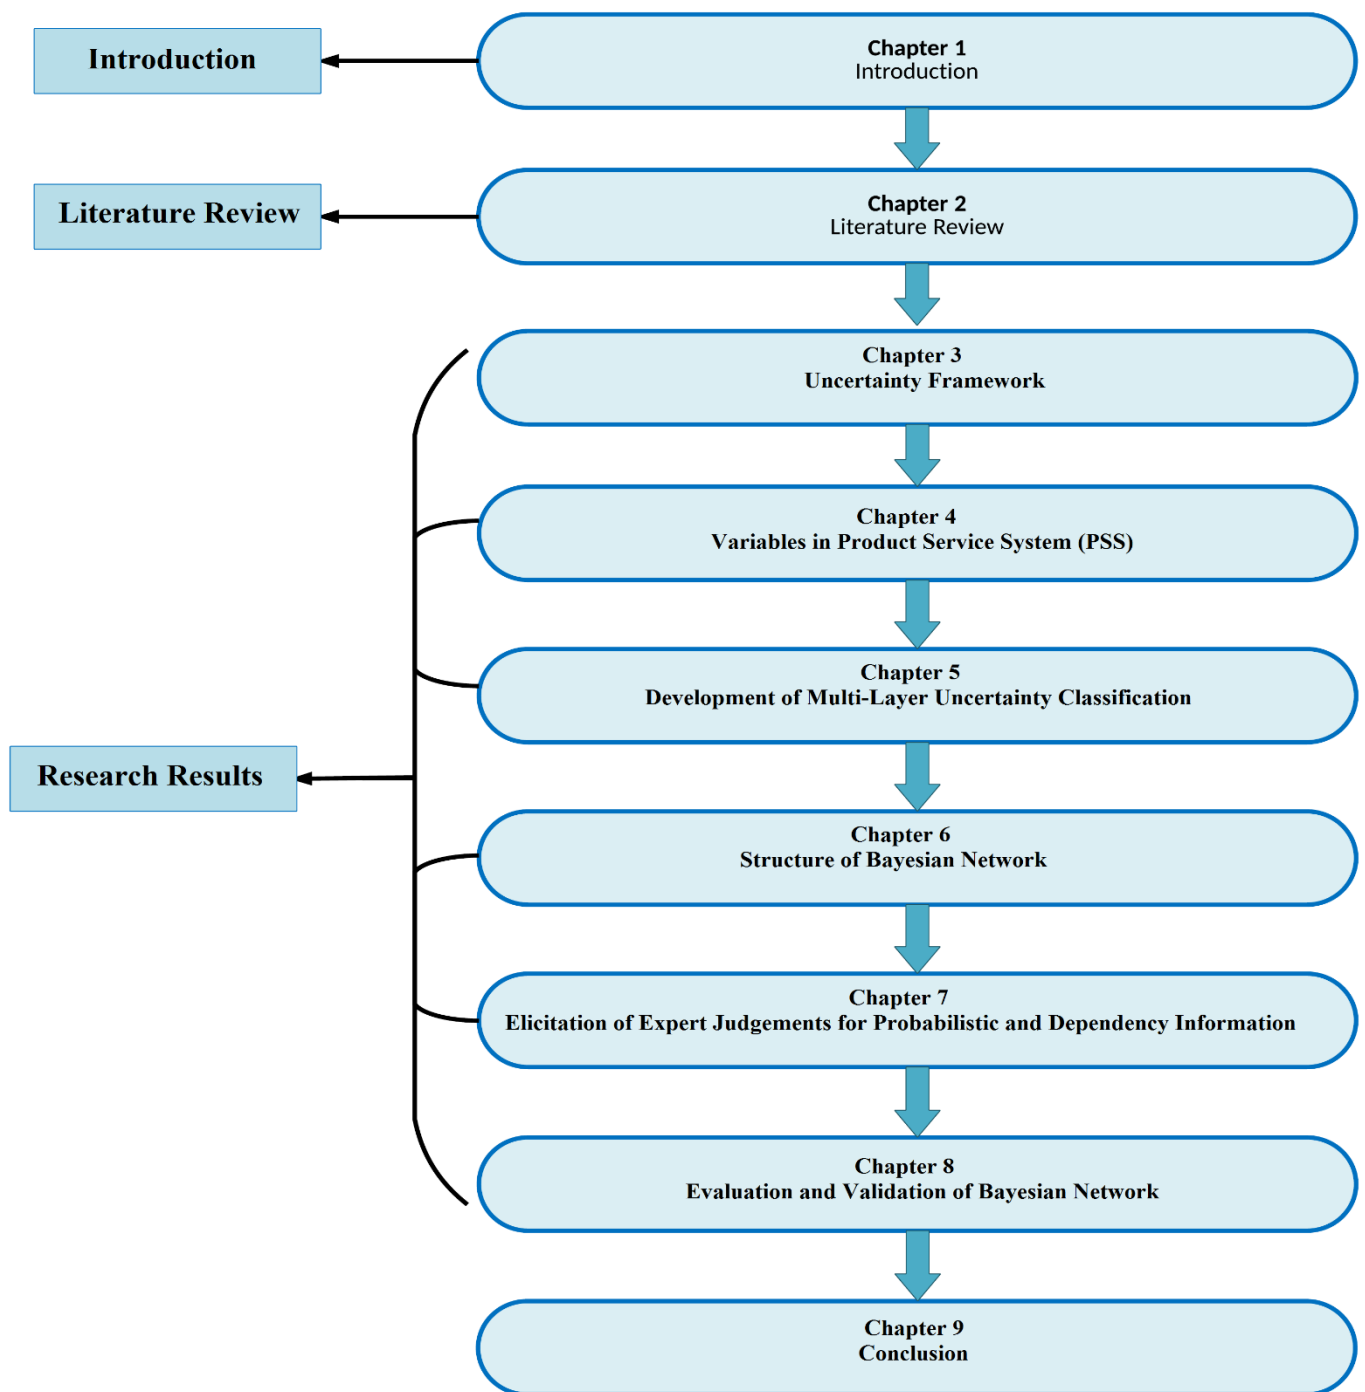 Introduction
Chapter 1
Introduction
Literature Review
Chapter 2
Literature Review
Chapter 3
Uncertainty Framework
Chapter 4
Variables in Product Service System (PSS)
Chapter 5
Development of Multi-Layer Uncertainty Classification
Research Results
Chapter 6
Structure of Bayesian Network
Chapter 7
Elicitation of Expert Judgements for Probabilistic and Dependency Information
Chapter 8
Evaluation and Validation of Bayesian Network
Chapter 9
Conclusion